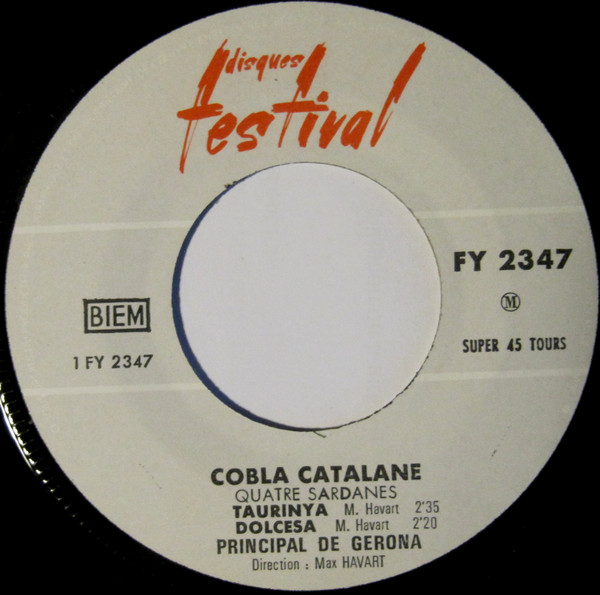 disques
festival
FY 2347
M
BIEM
SUPER 45 TOURS
1 FY 2347
COBLA CATALANE
QUATRE SARDANES
TAURINYA M. Havart 2'35
DOLCESA M. Havart 2'20
PRINCIPAL DE GERONA
Direction : Max HAVART